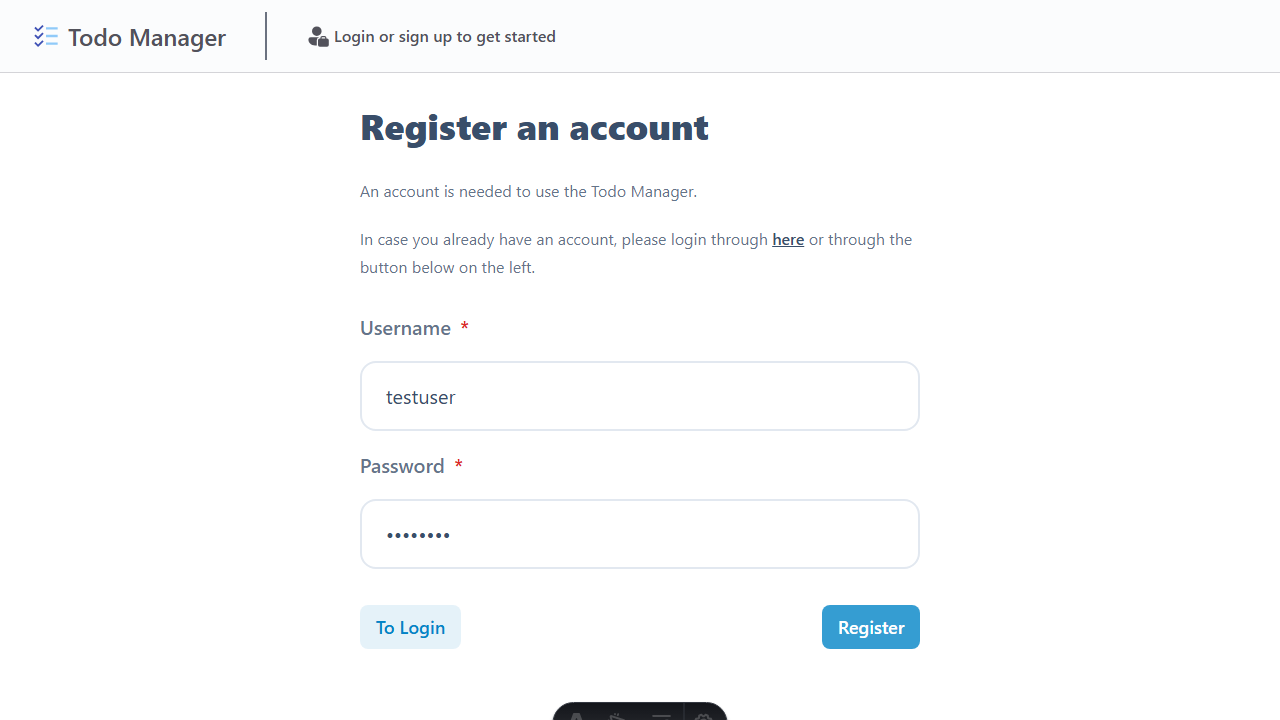 Todo Manager
Login or sign up to get started
Register an account
An account is needed to use the Todo Manager.
In case you already have an account, please login through here or through the
button below on the left.
Username *
testuser
Password *
••••••••
To Login
Register